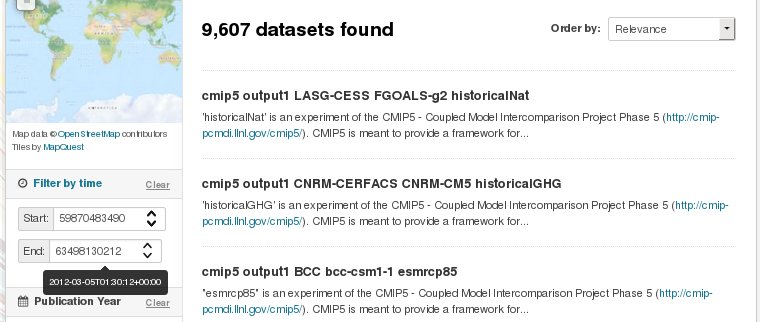 9,607 datasets found
Order by: Relevance
cmip5 output1 LASG-CESS FGOALS-g2 historicalNat
'historicalNat' is an experiment of the CMIP5 - Coupled Model Intercomparison Project Phase 5 (http://cmip-
pcmdi.llnl.gov/cmip5/). CMIP5 is meant to provide a framework for...
ANTARCTICA
Map data © OpenStreetMap contributors
Tiles by MapQuest
Filter by time Clear
Start: 59870483490
End: 63498130212
2012-03-05T01:30:12+00:00
Publication Year Clear
cmip5 output1 CNRM-CERFACS CNRM-CM5 historicalGHG
'historicalGHG' is an experiment of the CMIP5 - Coupled Model Intercomparison Project Phase 5 (http://cmip-
pcmdi.llnl.gov/cmip5/). CMIP5 is meant to provide a framework for...
cmip5 output1 BCC bcc-csm1-1 esmrcp85
"esmrcp85" is an experiment of the CMIP5 - Coupled Model Intercomparison Project Phase 5 (http://cmip-
pcmdi.llnl.gov/cmip5/). CMIP5 is meant to provide a framework for...